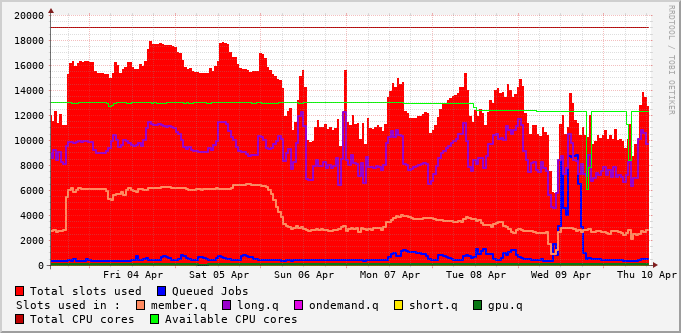 20000
18000
16000
14000
12000
10000
8000
6000
4000
2000
0
Fri 04 Apr Sat 05 Apr Sun 06 Apr Mon 07 Apr Tue 08 Apr Wed 09 Apr Thu 10 Apr
Total slots used Queued Jobs
Slots used in : member.q long.q ondemand.q short.q gpu.q
Total CPU cores Available CPU cores
RRDTOOL / TOBI OETIKER